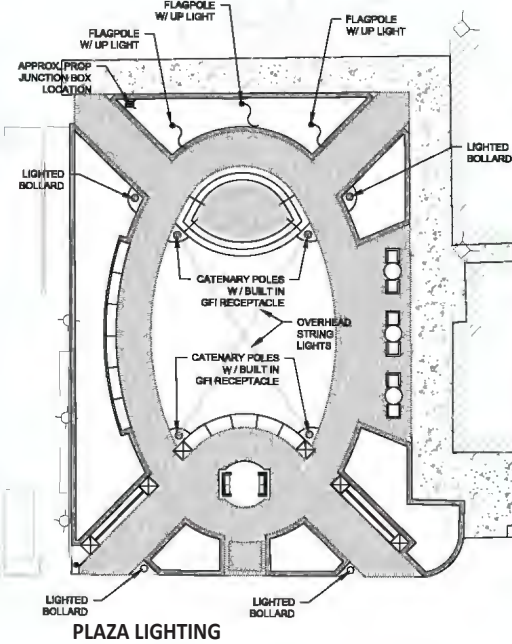 FLAGPOLE
W/ UP LIGHT
FLAGPOLE
W/ UP LIGHT
FLAGPOLE
W/ UP LIGHT
APPROX. PROP
JUNCTION BOX
LOCATION
LIGHTED
BOLLARD
LIGHTED
BOLLARD
CATENARY POLES
W/ BUILT IN
GFI RECEPTACLE
OVERHEAD
STRING
LIGHTS
CATENARY POLES
W/ BUILT IN
GFI RECEPTACLE
LIGHTED
BOLLARD
LIGHTED
BOLLARD
PLAZA LIGHTING